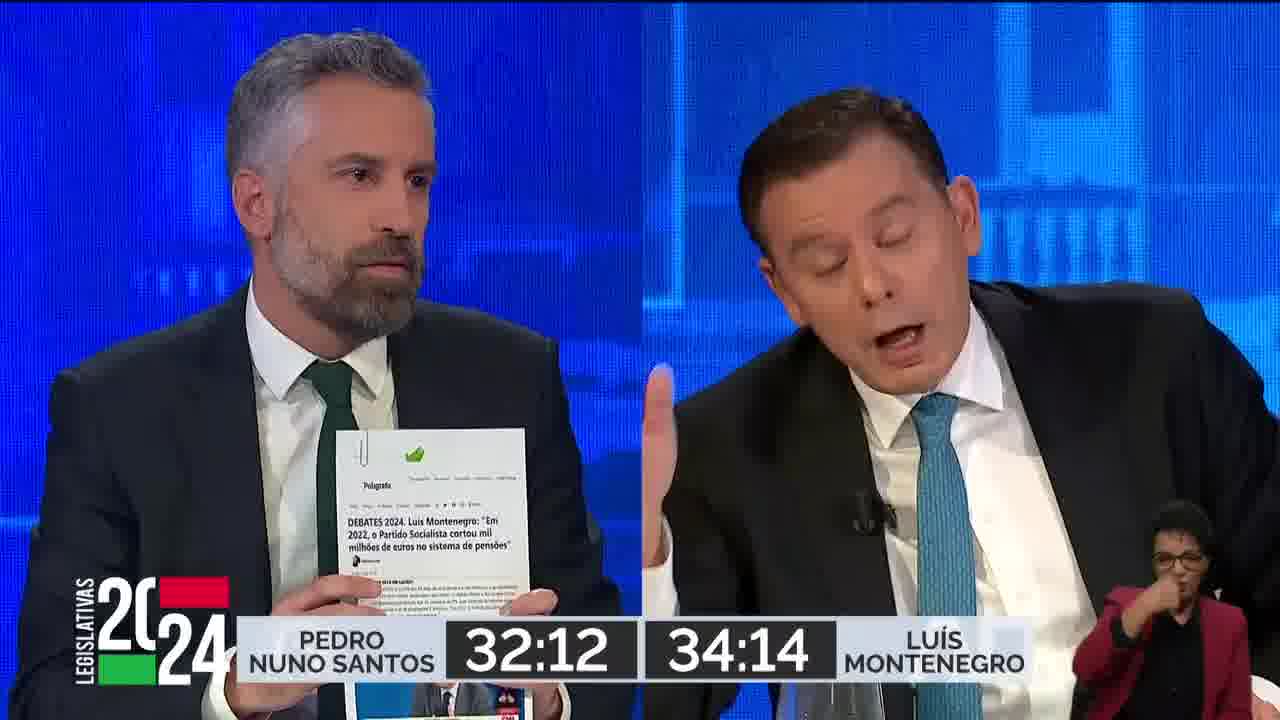 Polígrafo
DEBATES 2024. Luís Montenegro: "Em
2022, o Partido Socialista cortou mil
milhões de euros no sistema de pensões"
LEGISLATIVAS
2024
PEDRO
NUNO SANTOS
32:12
34:14
LUÍS
MONTENEGRO